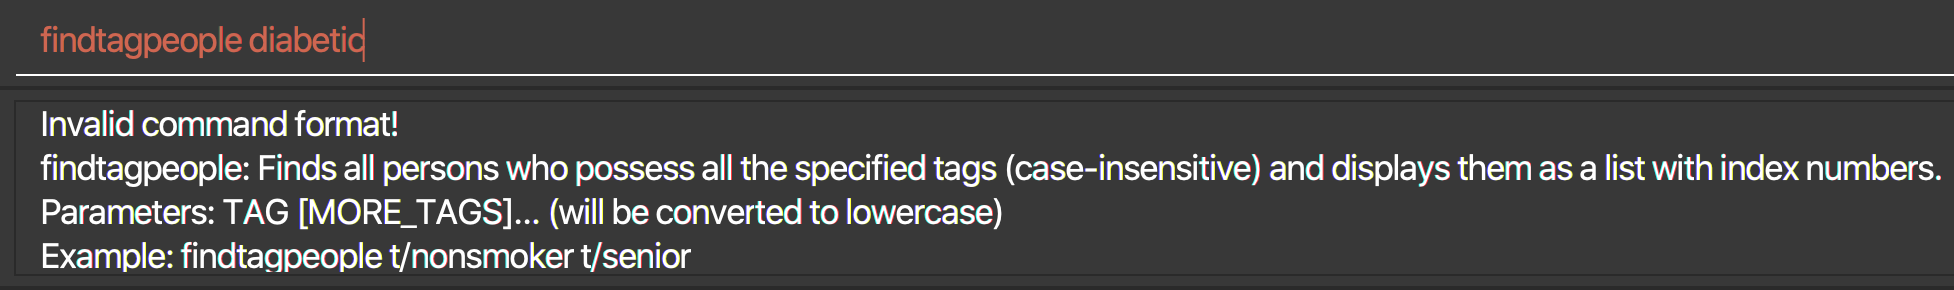 findtagpeople diabetic
Invalid command format!
findtagpeople: Finds all persons who possess all the specified tags (case-insensitive) and displays them as a list with index numbers.
Parameters: TAG [MORE_TAGS]... (will be converted to lowercase)
Example: findtagpeople t/nonsmoker t/senior